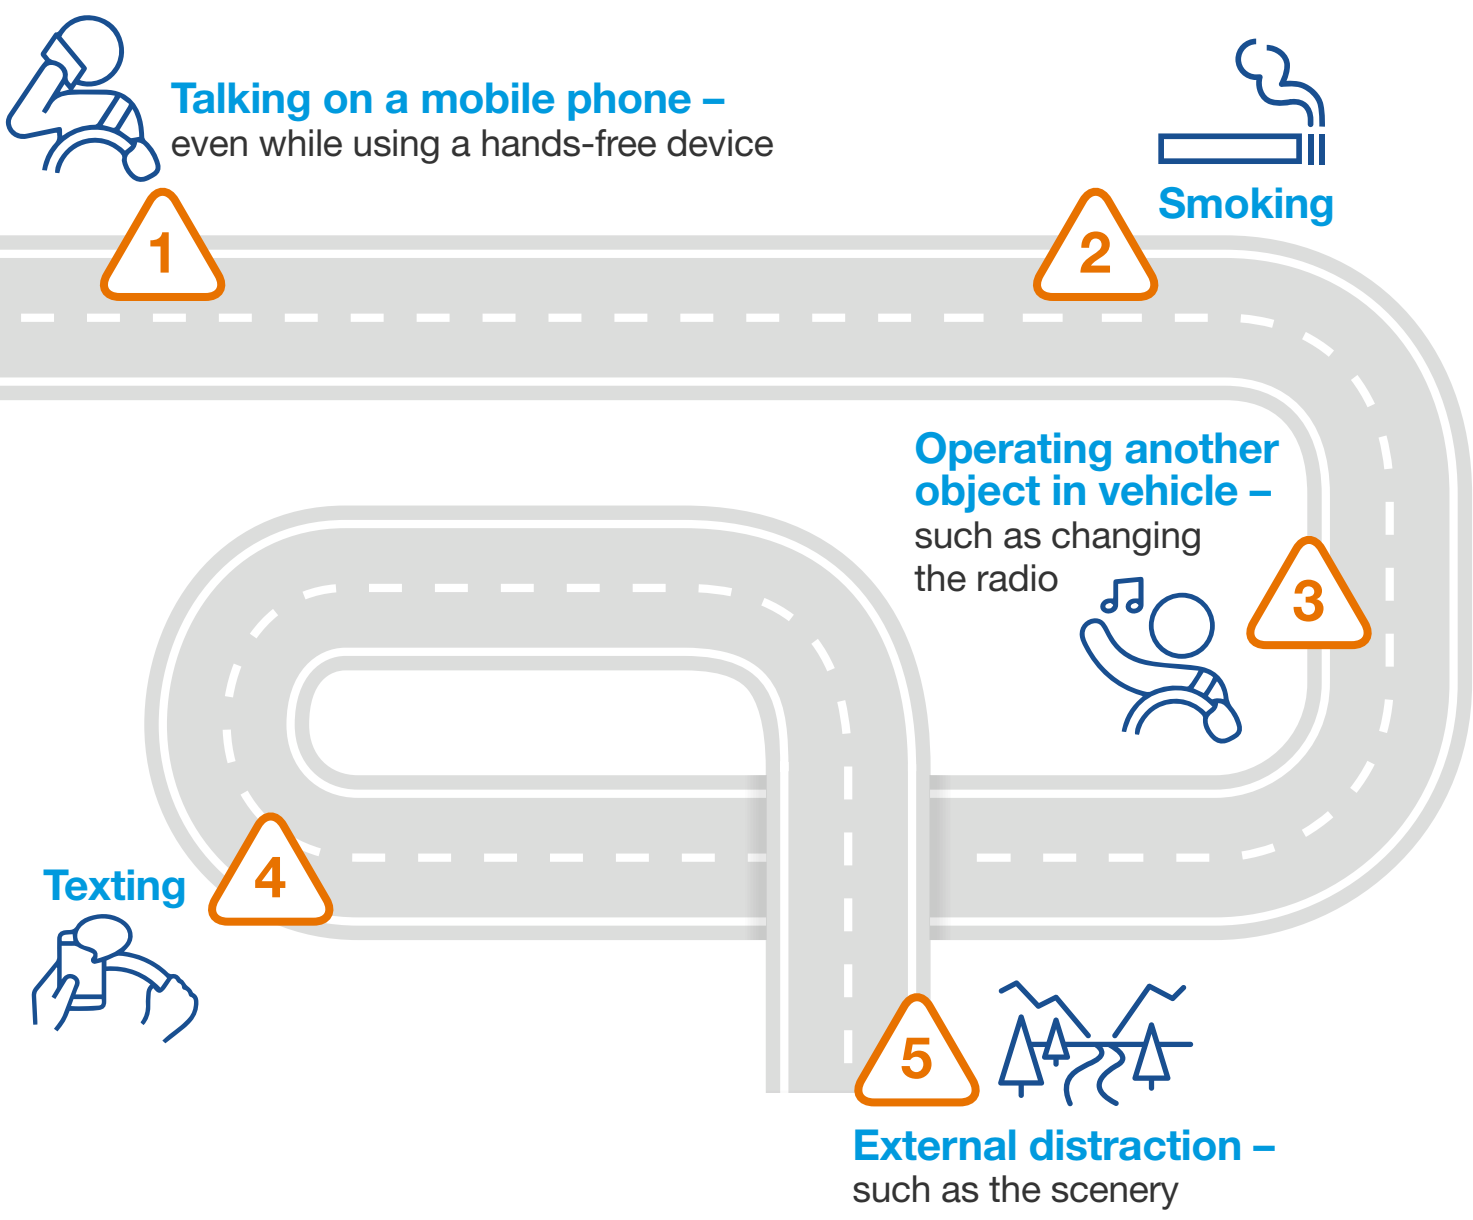 Talking on a mobile phone –
even while using a hands-free device
1
2
Smoking
Operating another
object in vehicle –
such as changing
the radio
3
4
Texting
5
External distraction –
such as the scenery